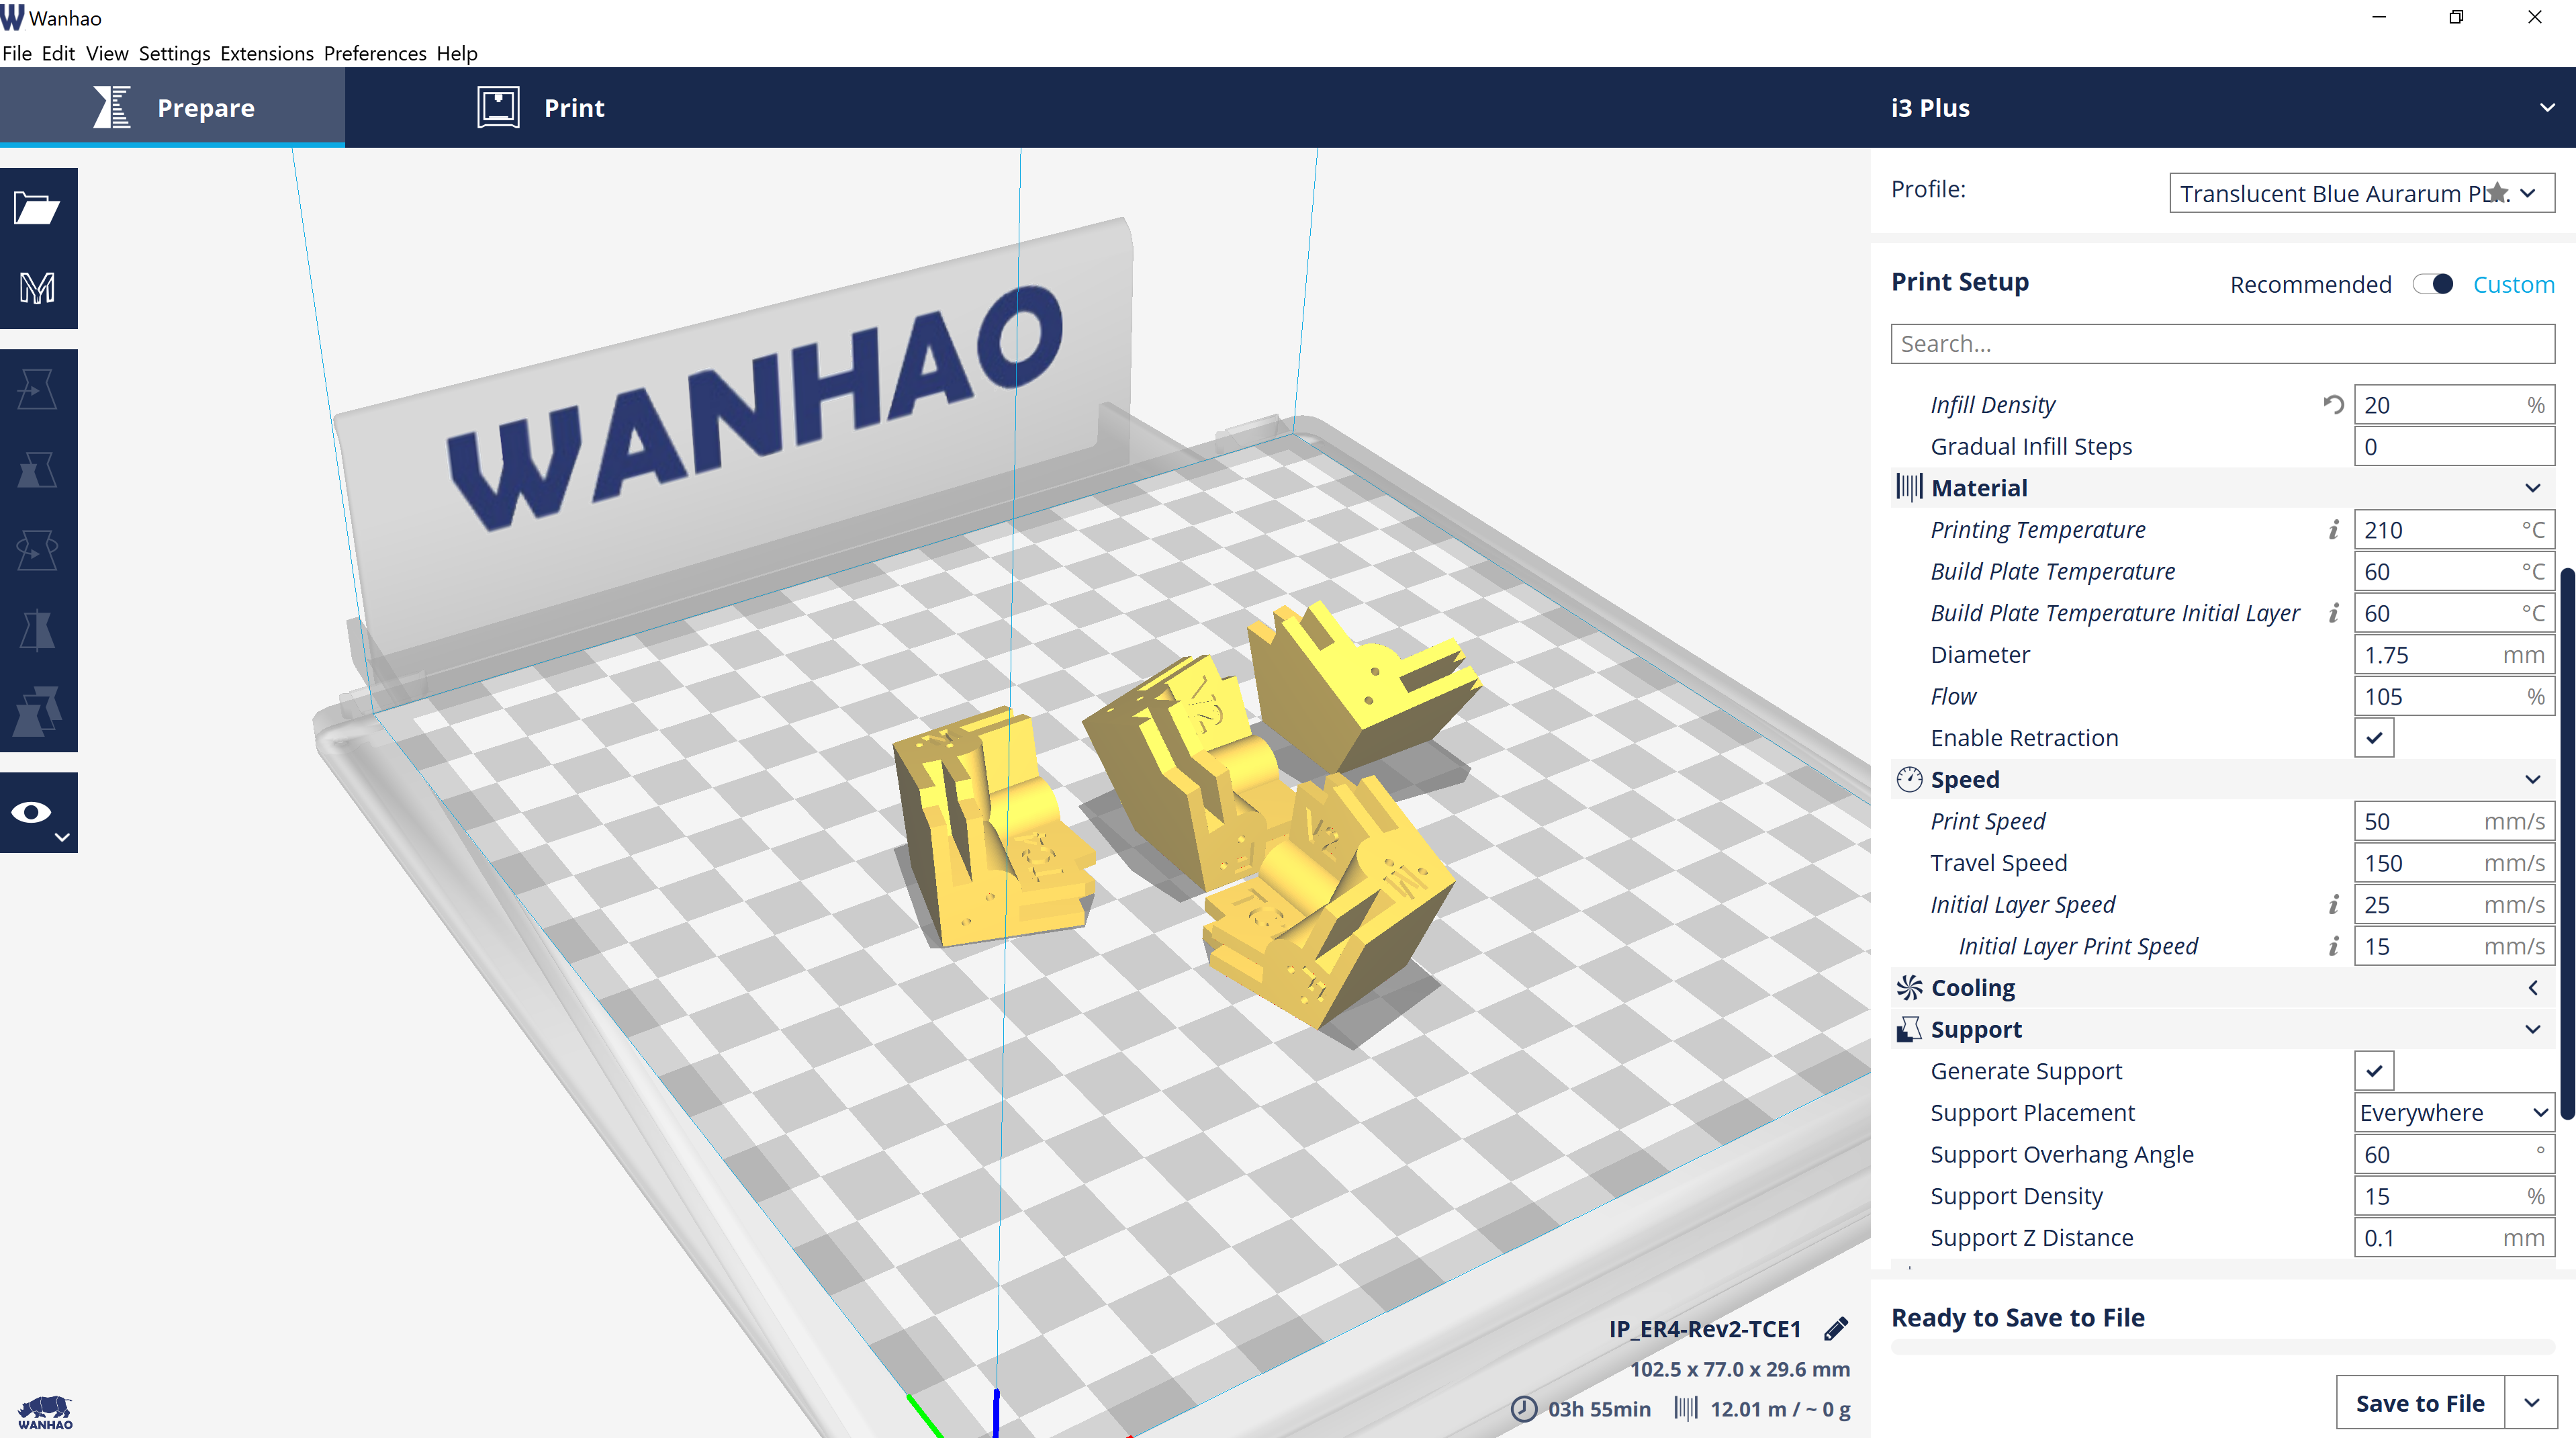 Wanhao
File Edit View Settings Extensions Preferences Help
Prepare
Print
i3 Plus
Profile:
Translucent Blue Aurarum
Print Setup
Recommended
Custom
Search...
Infill Density
20 %
Gradual Infill Steps
0
Material
Printing Temperature
210 °C
Build Plate Temperature
60 °C
Build Plate Temperature Initial Layer
60 °C
Diameter
1.75 mm
Flow
105 %
Enable Retraction
Speed
Print Speed
50 mm/s
Travel Speed
150 mm/s
Initial Layer Speed
25 mm/s
Initial Layer Print Speed
15 mm/s
Cooling
Support
Generate Support
Support Placement
Everywhere
Support Overhang Angle
60 °
Support Density
15 %
Support Z Distance
0.1 mm
WANHAO
V2
IP_ER4-Rev2-TCE1
102.5 x 77.0 x 29.6 mm
03h 55min
12.01 m / ~ 0 g
Ready to Save to File
Save to File
WANHAO